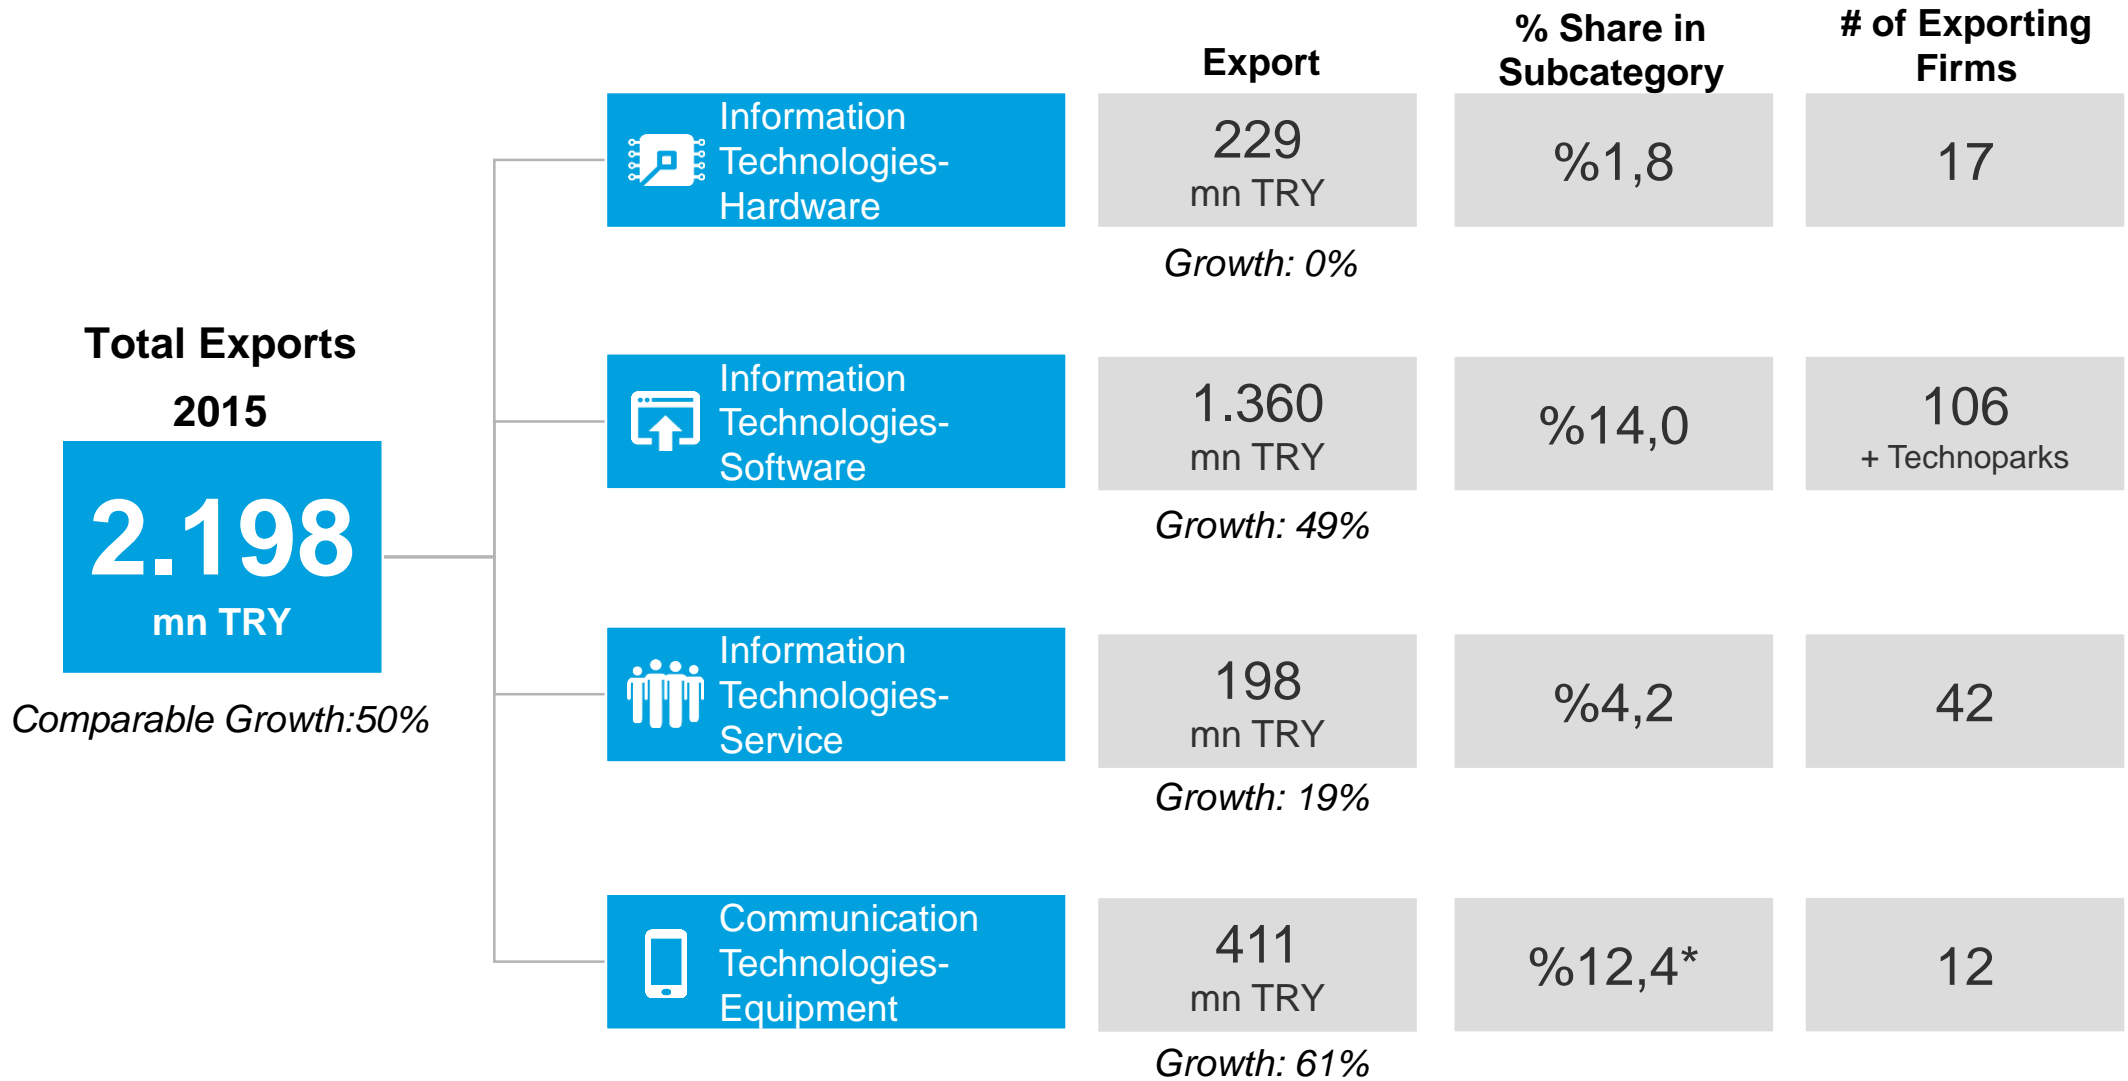 Export
% Share in
Subcategory
# of Exporting
Firms
Total Exports
2015
2.198
mn TRY
Comparable Growth:50%
Information
Technologies-
Hardware
229
mn TRY
Growth: 0%
%1,8
17
Information
Technologies-
Software
1.360
mn TRY
Growth: 49%
%14,0
106
+ Technoparks
Information
Technologies-
Service
198
mn TRY
Growth: 19%
%4,2
42
Communication
Technologies-
Equipment
411
mn TRY
Growth: 61%
%12,4*
12